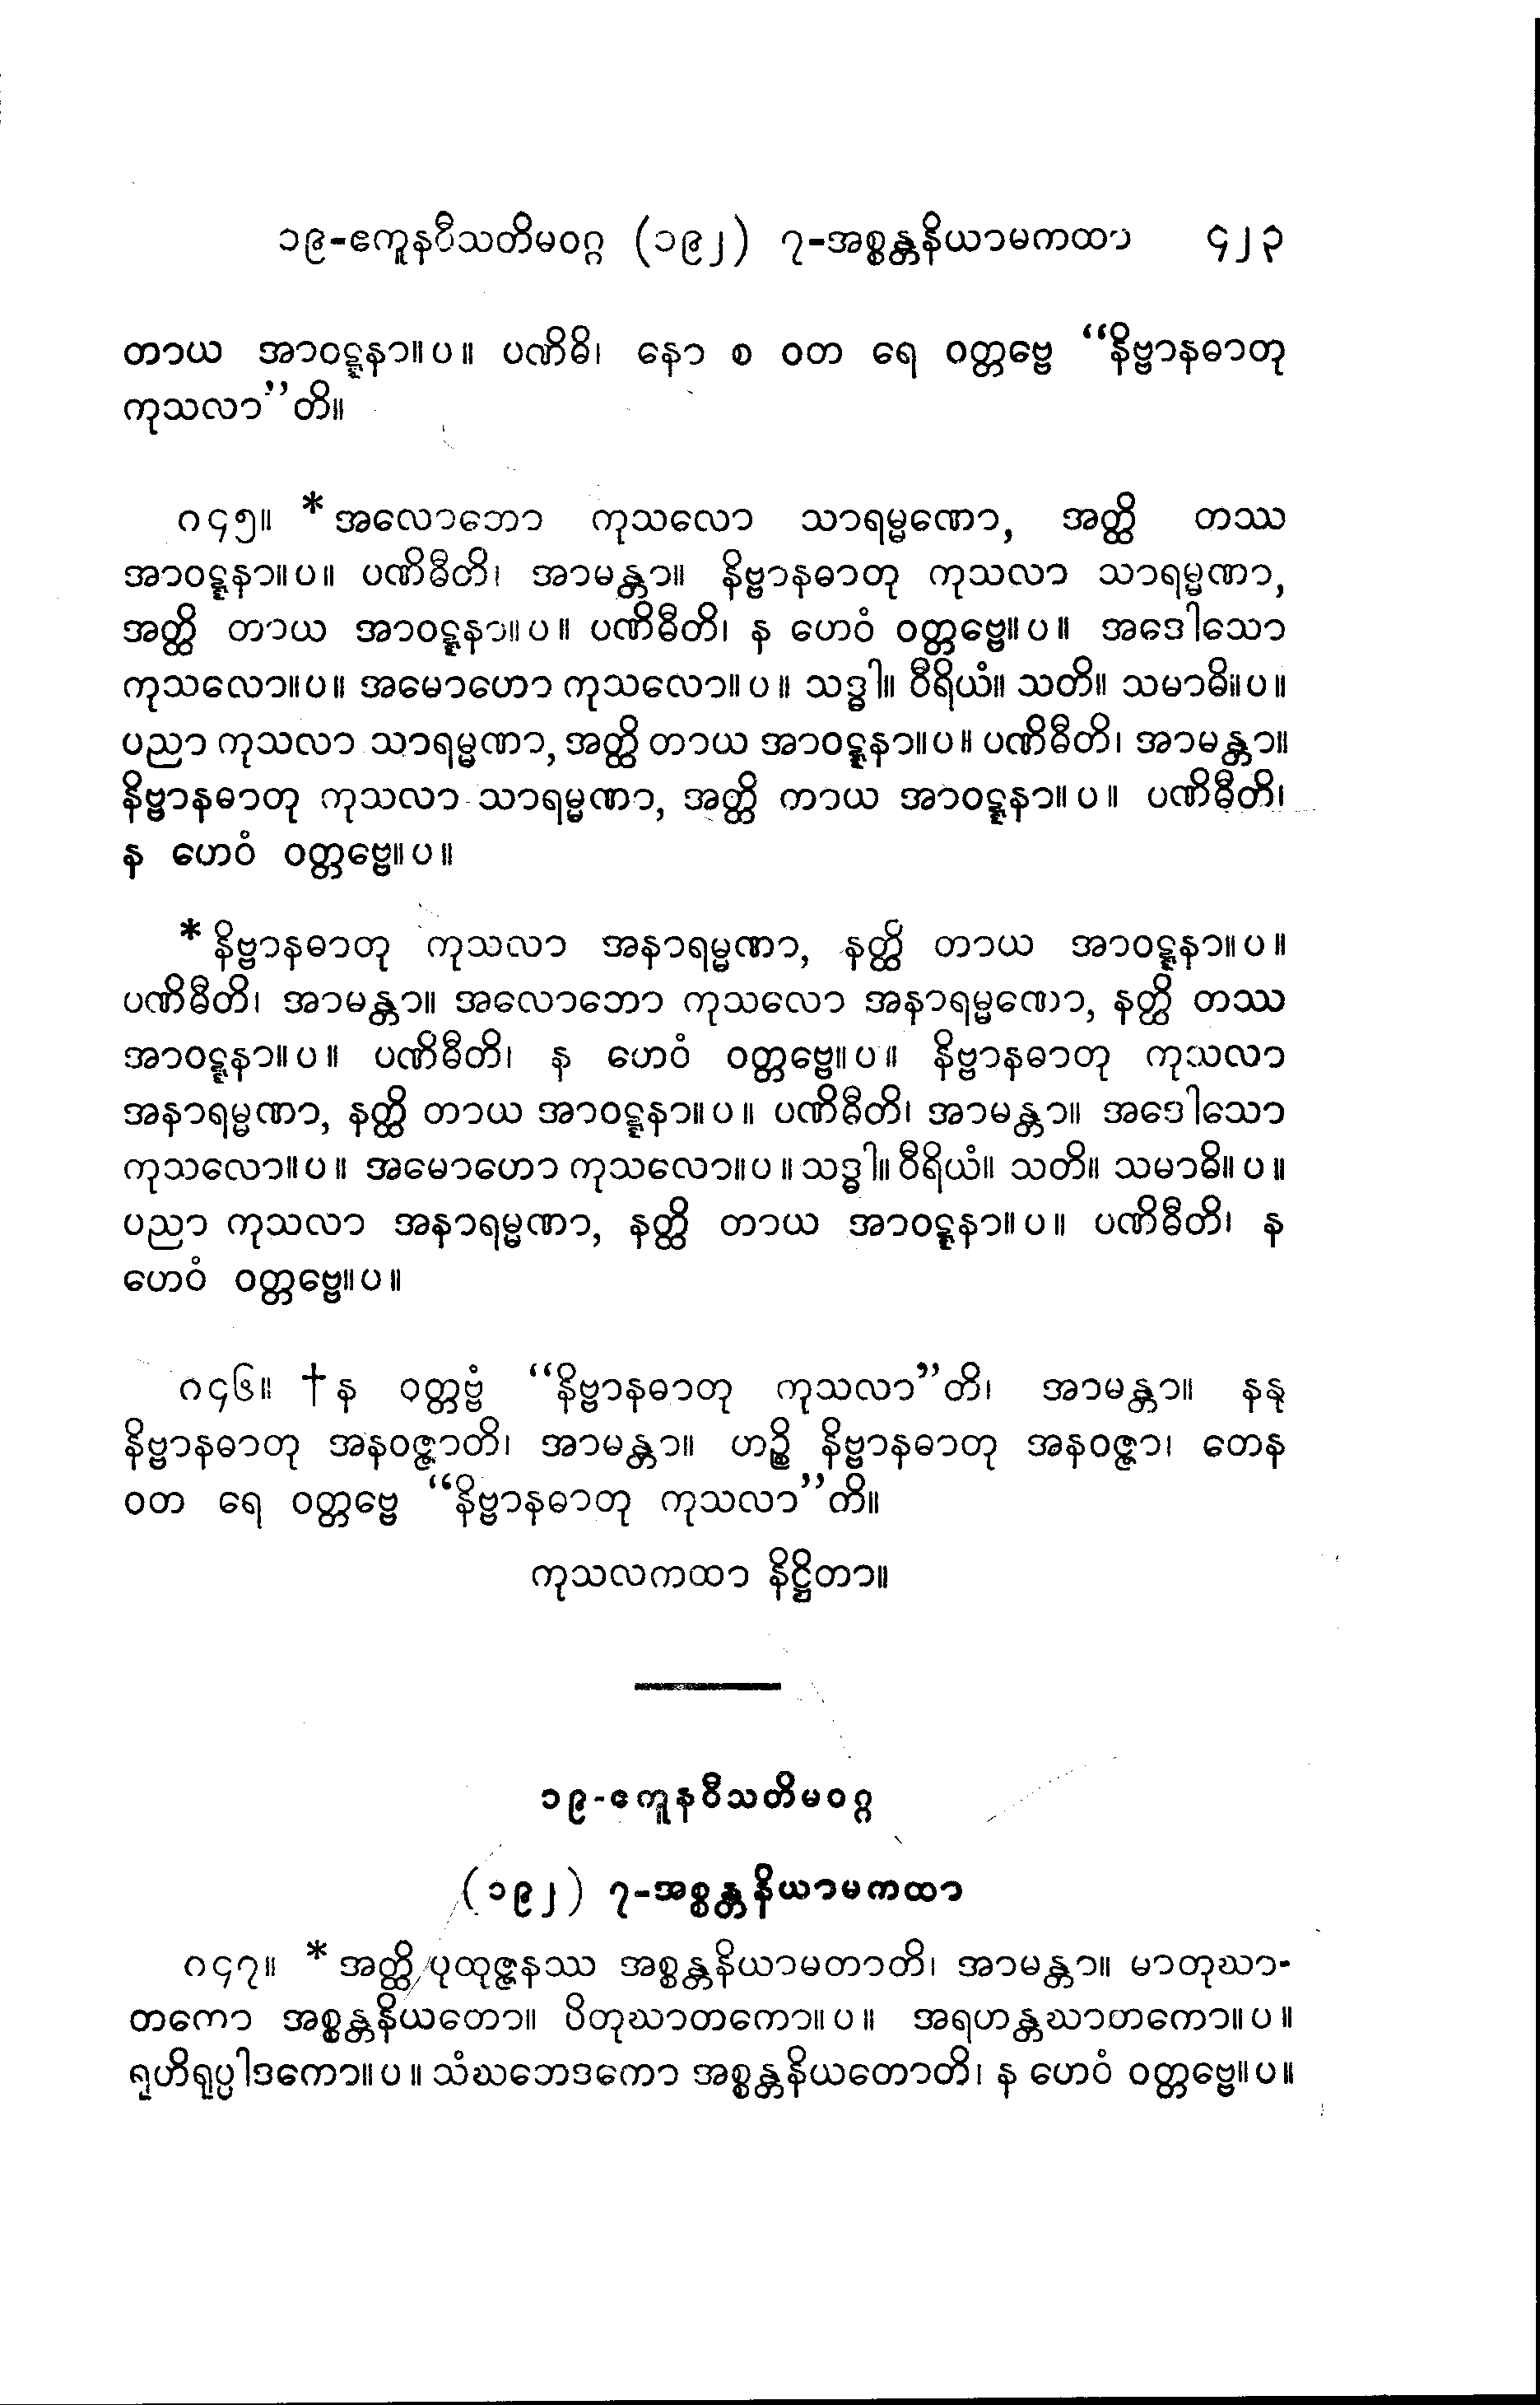 ၁၉-ဧကူနဝီသတိမဝဂ္ဂ (၁၉၂) ၇-အစ္စန္တနိယာမကထာ ၄၂၃
တာယ အာဝဋ္ဋနာ။ပ။ ပဏိဓိ၊ နော စ ဝတ ရေ ဝတ္တဗ္ဗေ “နိဗ္ဗာနဓာတု
ကုသလာ”တိ။
၈၄၅။ *အလောဘော ကုသလော သာရမ္မဏော, အတ္ထိ တဿ
အာဝဋ္ဋနာ။ပ။ ပဏိဓီတိ၊ အာမန္တာ။ နိဗ္ဗာနဓာတု ကုသလာ သာရမ္မဏာ,
အတ္ထိ တာယ အာဝဋ္ဋနာ။ပ။ ပဏိဓီတိ၊ န ဟေဝံ ဝတ္တဗ္ဗေ။ပ။ အဒေါသော
ကုသလော။ပ။ အမောဟော ကုသလော။ပ။ သဒ္ဓါ။ ဝီရိယံ။ သတိ။ သမာဓိ။ပ။
ပညာ ကုသလာ သာရမ္မဏာ, အတ္ထိ တာယ အာဝဋ္ဋနာ။ပ။ ပဏိဓီတိ၊ အာမန္တာ။
နိဗ္ဗာနဓာတု ကုသလာ သာရမ္မဏာ, အတ္ထိ ကာယ အာဝဋ္ဋနာ။ပ။ ပဏိဓီတိ၊
န ဟေဝံ ဝတ္တဗ္ဗေ။ပ။
*နိဗ္ဗာနဓာတု ကုသလာ အနာရမ္မဏာ, နတ္ထိ တာယ အာဝဋ္ဋနာ။ပ။
ပဏိဓီတိ၊ အာမန္တာ။ အလောဘော ကုသလော အနာရမ္မဏော, နတ္ထိ တဿ
အာဝဋ္ဋနာ။ပ။ ပဏိဓီတိ၊ န ဟေဝံ ဝတ္တဗ္ဗေ။ပ။ နိဗ္ဗာနဓာတု ကုသလာ
အနာရမ္မဏာ, နတ္ထိ တာယ အာဝဋ္ဋနာ။ပ။ ပဏိဓီတိ၊ အာမန္တာ။ အဒေါသော
ကုသလော။ပ။ အမောဟော ကုသလော။ပ။ သဒ္ဓါ။ ဝီရိယံ။ သတိ။ သမာဓိ။ပ။
ပညာ ကုသလာ အနာရမ္မဏာ, နတ္ထိ တာယ အာဝဋ္ဋနာ။ပ။ ပဏိဓီတိ၊ န
ဟေဝံ ဝတ္တဗ္ဗေ။ပ။
၈၄၆။ †န ဝတ္တဗ္ဗံ “နိဗ္ဗာနဓာတု ကုသလာ”တိ၊ အာမန္တာ။ နနု
နိဗ္ဗာနဓာတု အနဝဇ္ဇာတိ၊ အာမန္တာ။ ဟဉ္စိ နိဗ္ဗာနဓာတု အနဝဇ္ဇာ၊ တေန
ဝတ ရေ ဝတ္တဗ္ဗေ “နိဗ္ဗာနဓာတု ကုသလာ”တိ။
ကုသလကထာ နိဋ္ဌိတာ။
၁၉-ဧကူနဝီသတိမဝဂ္ဂ
(၁၉၂) ၇-အစ္စန္တနိယာမကထာ
၈၄၇။ *အတ္ထိ ပုထုဇ္ဇနဿ အစ္စန္တနိယာမတာတိ၊ အာမန္တာ။ မာတုဃာ-
တကော အစ္စန္တနိယတော။ ပိတုဃာတကော။ပ။ အရဟန္တဃာတကော။ပ။
ရုဟိရုပ္ပါဒကော။ပ။ သံဃဘေဒကော အစ္စန္တနိယတောတိ၊ န ဟေဝံ ဝတ္တဗ္ဗေ။ပ။